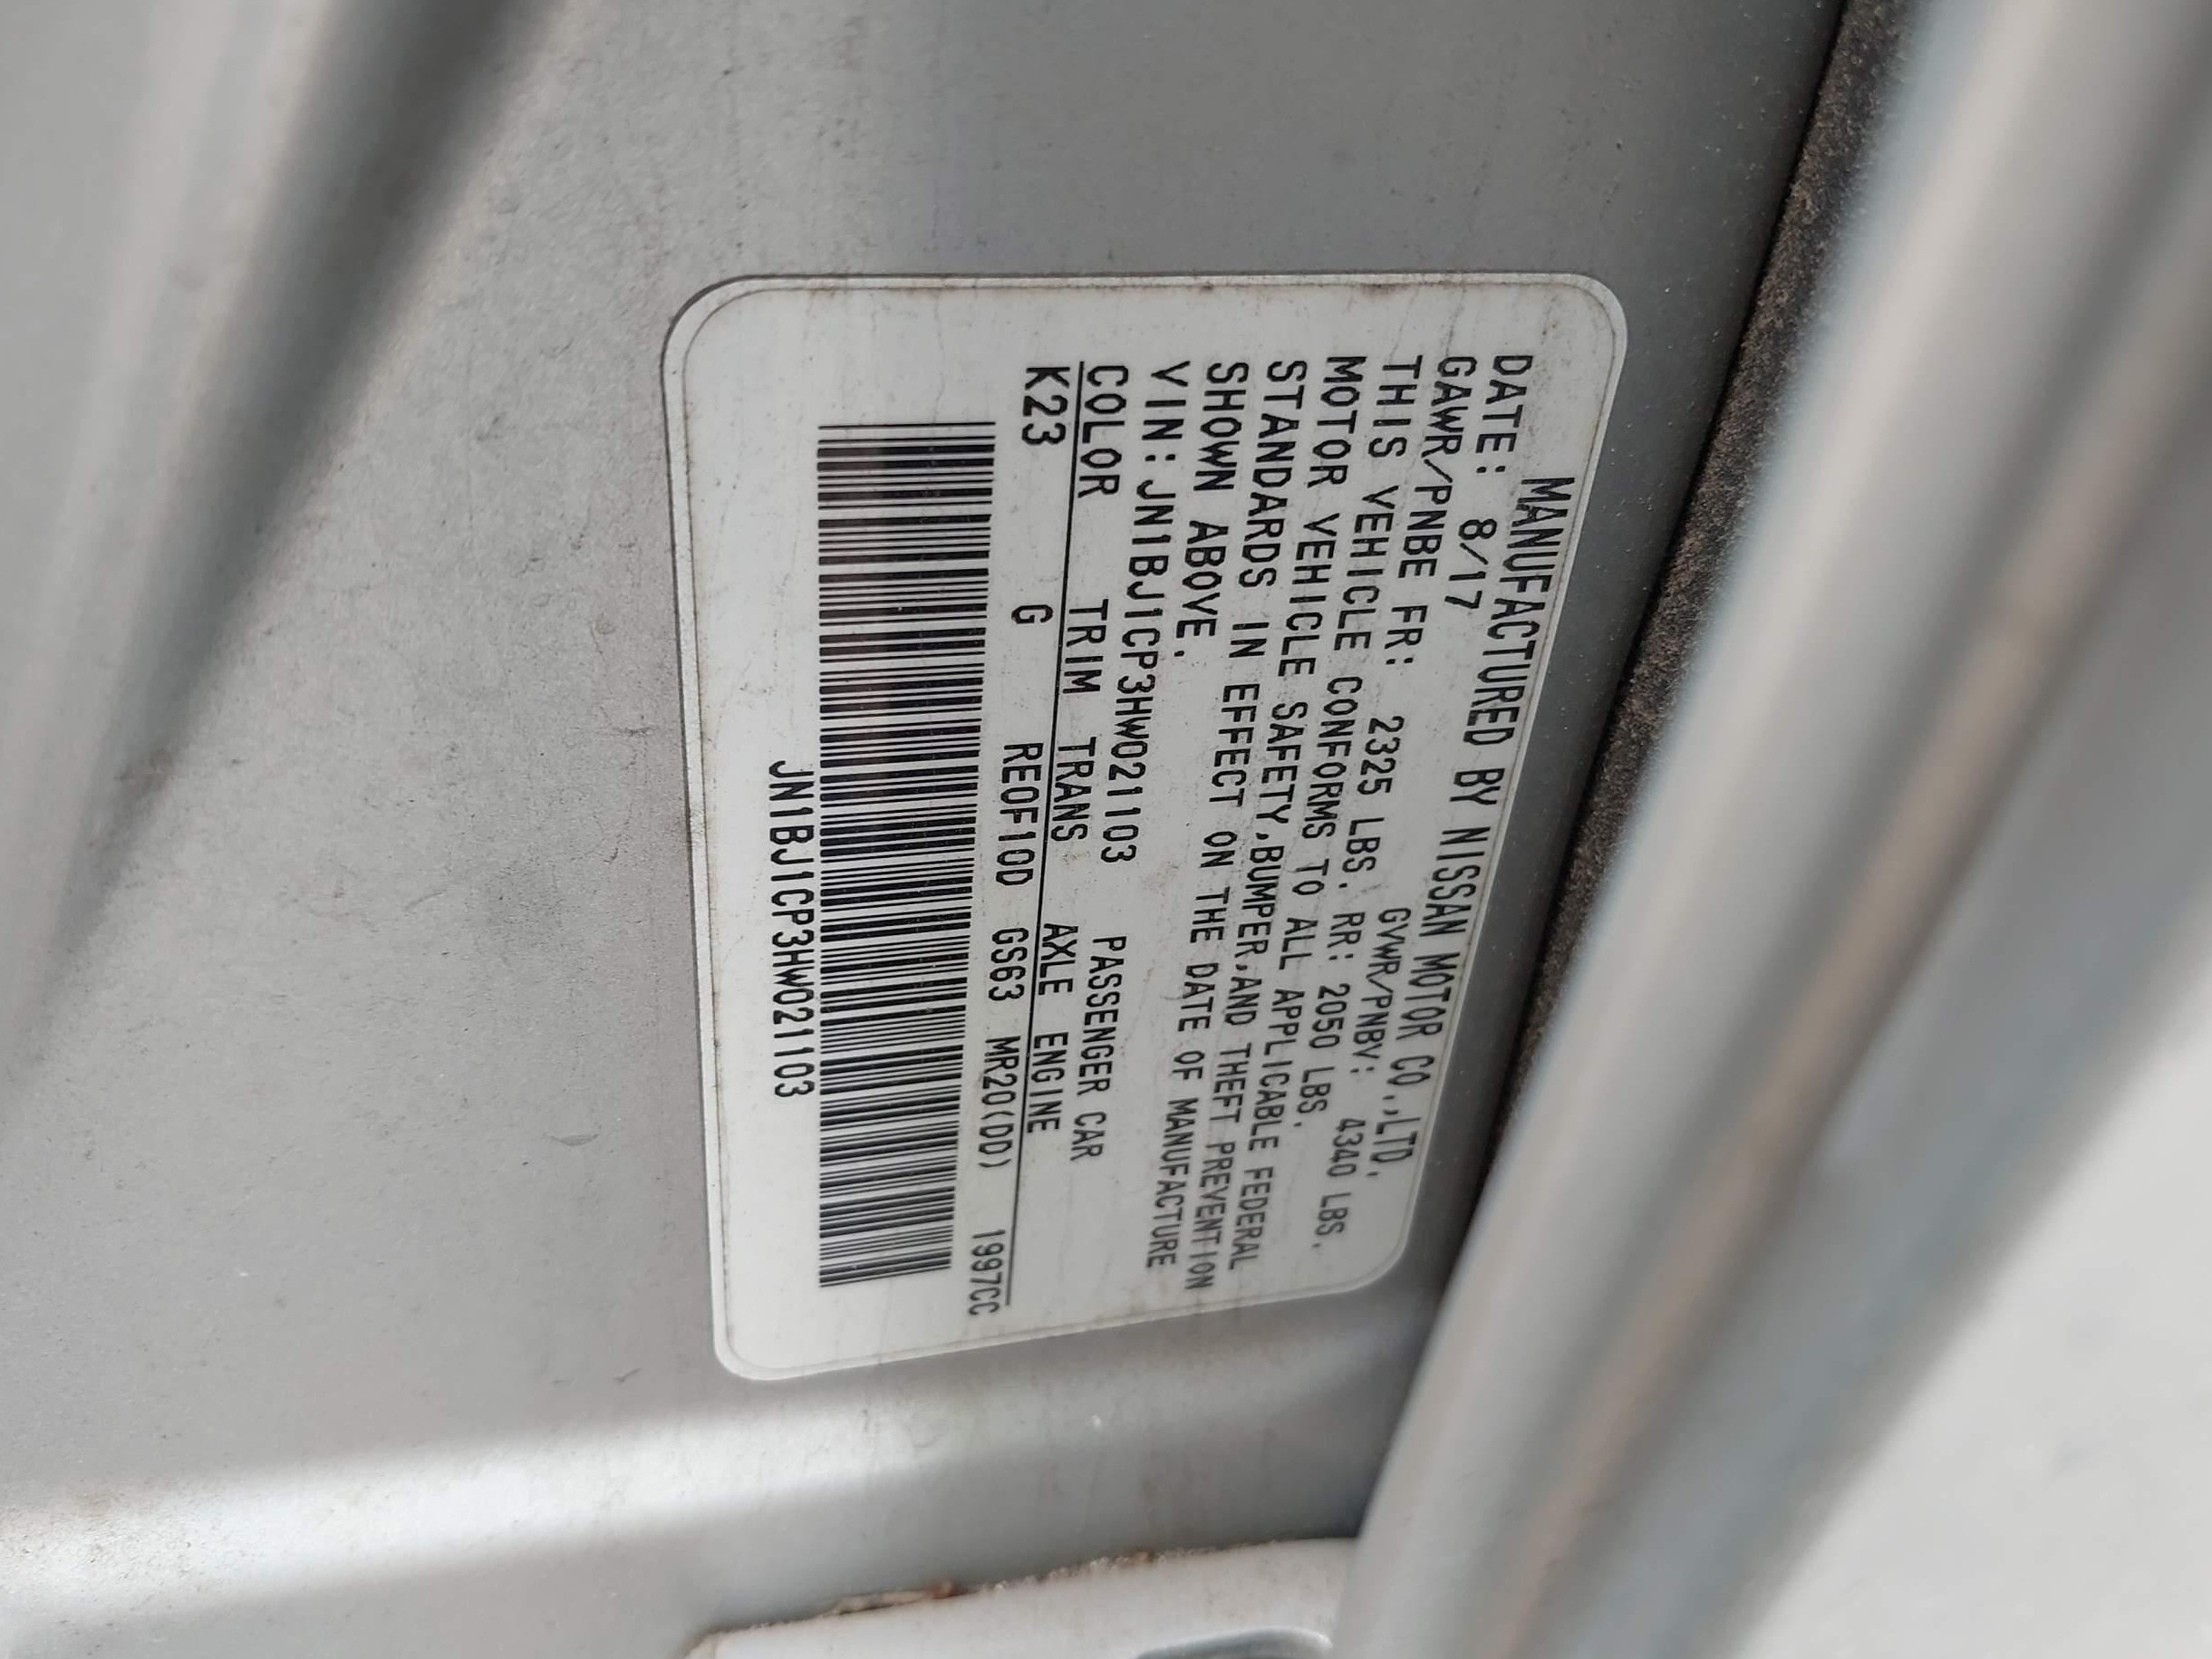 MANUFACTURED BY NISSAN MOTOR CO.,LTD.
DATE: 8/17 GVWR/PNBV: 4340 LBS.
GAWR/PNBE FR: 2325 LBS. RR: 2050 LBS.
THIS VEHICLE CONFORMS TO ALL APPLICABLE FEDERAL
MOTOR VEHICLE SAFETY,BUMPER,AND THEFT PREVENTION
STANDARDS IN EFFECT ON THE DATE OF MANUFACTURE
SHOWN ABOVE.
VIN:JN1BJ1CP3HW021103 PASSENGER CAR
COLOR TRIM TRANS AXLE ENGINE
K23 G RE0F10D GS63 MR20(DD) 1997CC
JN1BJ1CP3HW021103